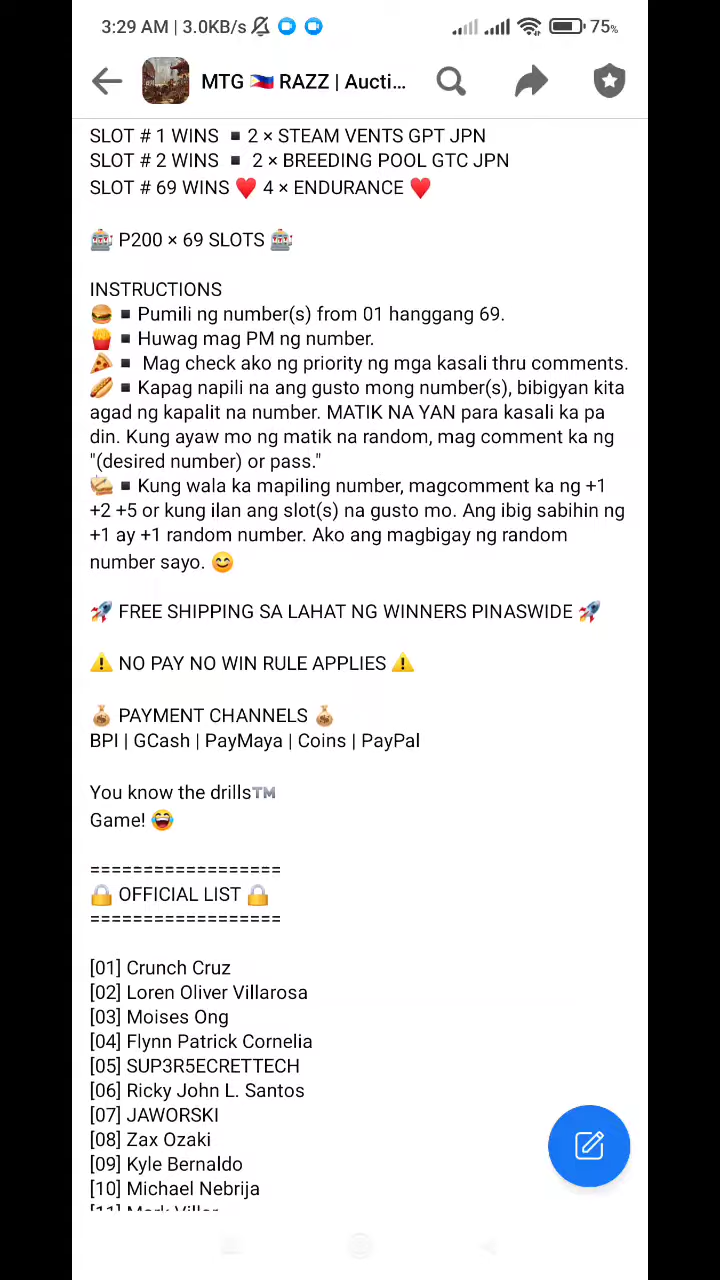 3:29 AM | 3.0KB/s 75%
MTG 🇵🇭 RAZZ | Aucti...
SLOT # 1 WINS ▪️2 × STEAM VENTS GPT JPN
SLOT # 2 WINS ▪️ 2 × BREEDING POOL GTC JPN
SLOT # 69 WINS ♥️ 4 × ENDURANCE ♥️
🎰 P200 × 69 SLOTS 🎰
INSTRUCTIONS
🍔▪️Pumili ng number(s) from 01 hanggang 69.
🍟▪️Huwag mag PM ng number.
🍕▪️ Mag check ako ng priority ng mga kasali thru comments.
🌭▪️Kapag napili na ang gusto mong number(s), bibigyan kita
agad ng kapalit na number. MATIK NA YAN para kasali ka pa
din. Kung ayaw mo ng matik na random, mag comment ka ng
"(desired number) or pass."
🥪▪️Kung wala ka mapiling number, magcomment ka ng +1
+2 +5 or kung ilan ang slot(s) na gusto mo. Ang ibig sabihin ng
+1 ay +1 random number. Ako ang magbigay ng random
number sayo. 😊
🚀 FREE SHIPPING SA LAHAT NG WINNERS PINASWIDE 🚀
⚠️ NO PAY NO WIN RULE APPLIES ⚠️
💰 PAYMENT CHANNELS 💰
BPI | GCash | PayMaya | Coins | PayPal
You know the drills™️
Game! 😂
==================
🔒 OFFICIAL LIST 🔒
==================
[01] Crunch Cruz
[02] Loren Oliver Villarosa
[03] Moises Ong
[04] Flynn Patrick Cornelia
[05] SUP3R5ECRETTECH
[06] Ricky John L. Santos
[07] JAWORSKI
[08] Zax Ozaki
[09] Kyle Bernaldo
[10] Michael Nebrija
[11] Mark Villar